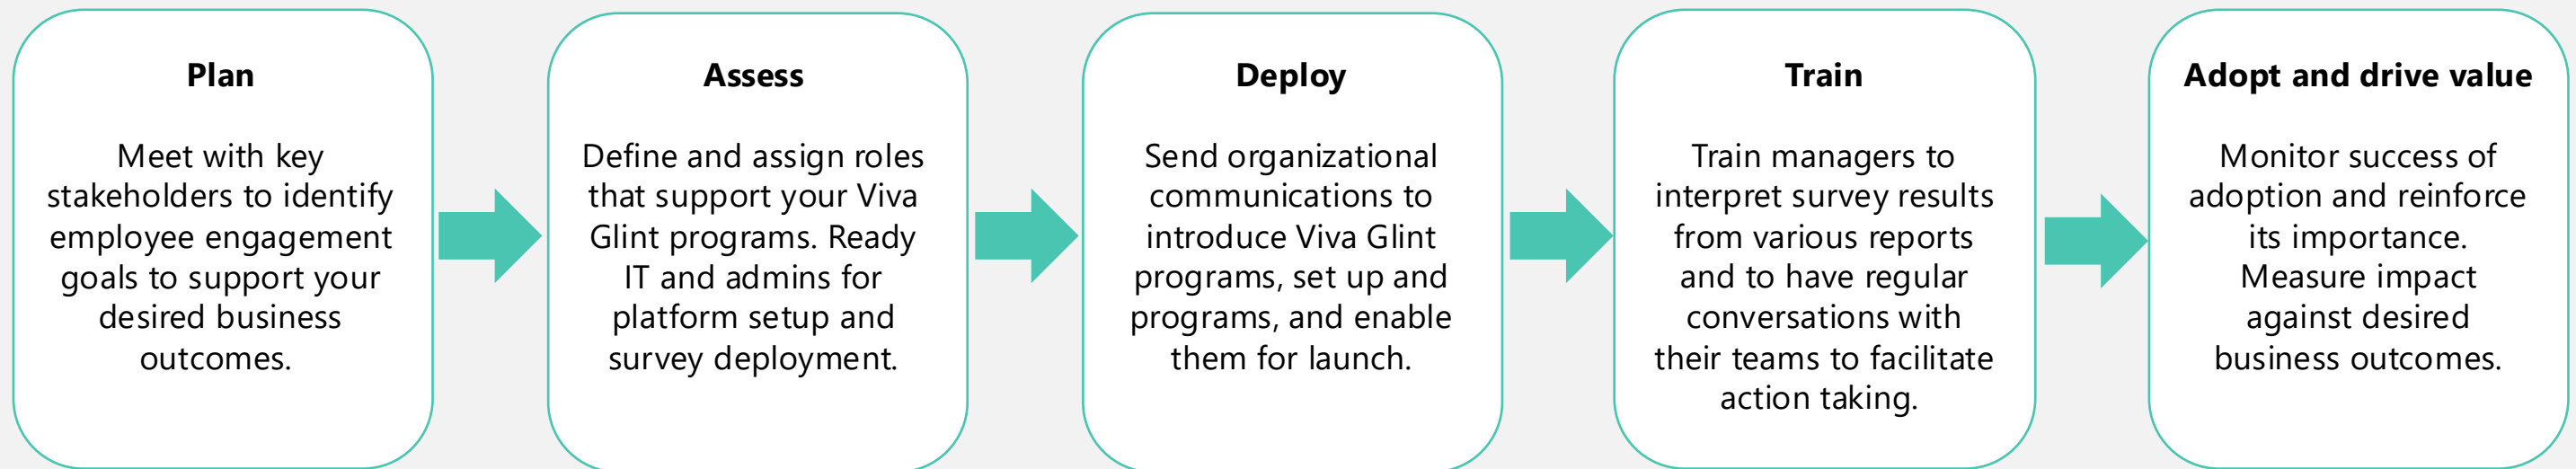 Plan
Meet with key
stakeholders to identify
employee engagement
goals to support your
desired business
outcomes.
Assess
Define and assign roles
that support your Viva
Glint programs. Ready
IT and admins for
platform setup and
survey deployment.
Deploy
Send organizational
communications to
introduce Viva Glint
programs, set up and
programs, and enable
them for launch.
Train
Train managers to
interpret survey results
from various reports
and to have regular
conversations with
their teams to facilitate
action taking.
Adopt and drive value
Monitor success of
adoption and reinforce
its importance.
Measure impact
against desired
business outcomes.